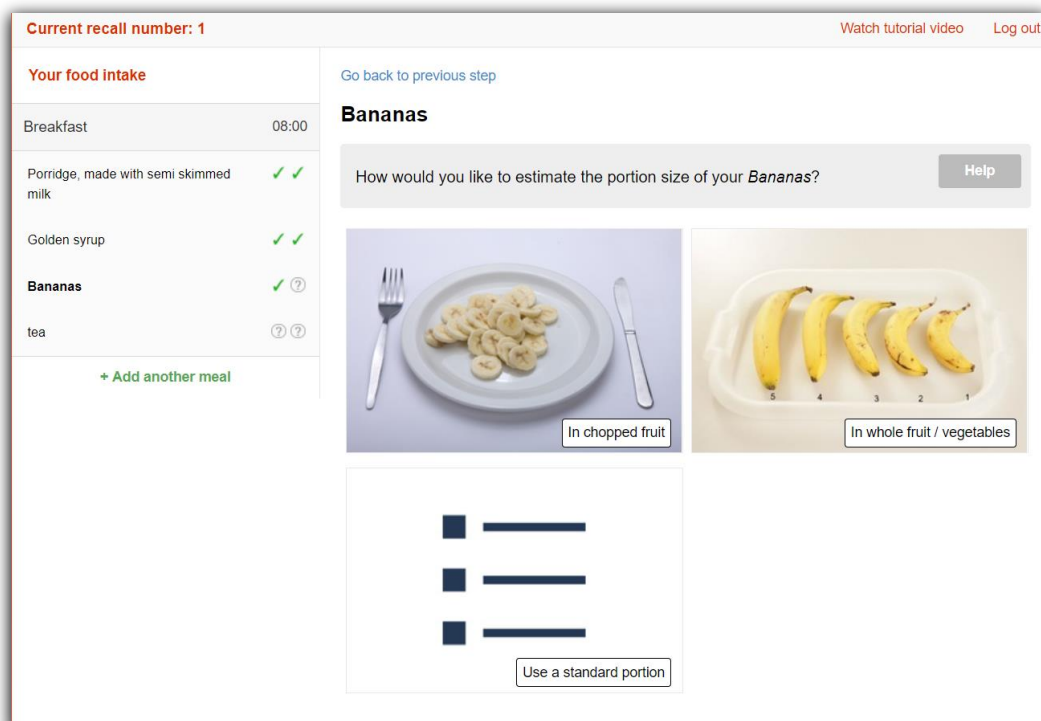 Current recall number: 1
Watch tutorial video
Log out
Your food intake
Breakfast 08:00
Porridge, made with semi skimmed
milk
Golden syrup
Bananas
tea
+ Add another meal
Go back to previous step
Bananas
How would you like to estimate the portion size of your Bananas?
Help
In chopped fruit
5 4 3 2 1
In whole fruit / vegetables
Use a standard portion